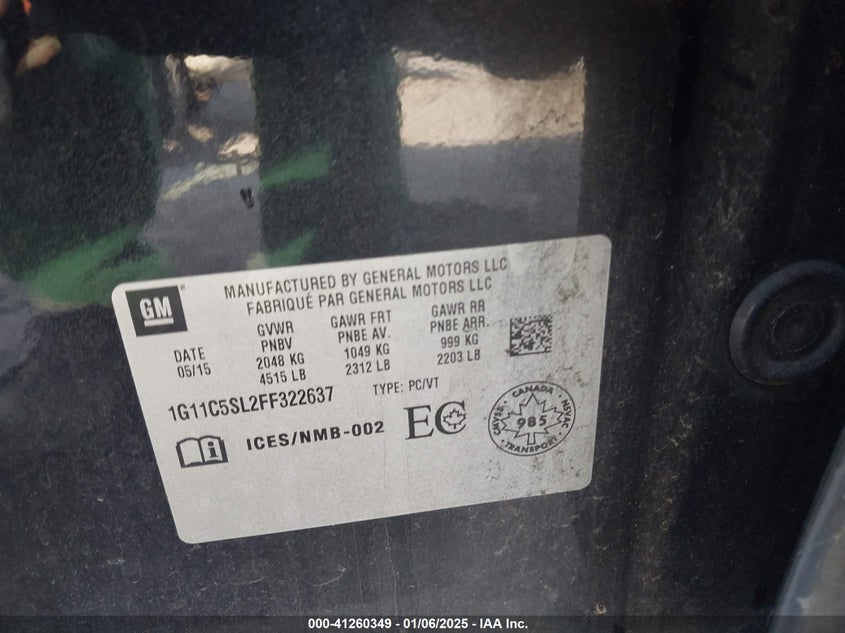 GM®
MANUFACTURED BY GENERAL MOTORS LLC
FABRIQUÉ PAR GENERAL MOTORS LLC
DATE
05/15
GVWR
PNBV
2048 KG
4515 LB
GAWR FRT
PNBE AV.
1049 KG
2312 LB
GAWR RR
PNBE ARR.
999 KG
2203 LB
1G11C5SL2FF322637
TYPE: PC/VT
ICES/NMB-002
EC
CANADA
CMVSS
985
NSVAC
TRANSPORT
000-41260349 - 01/06/2025 - IAA Inc.